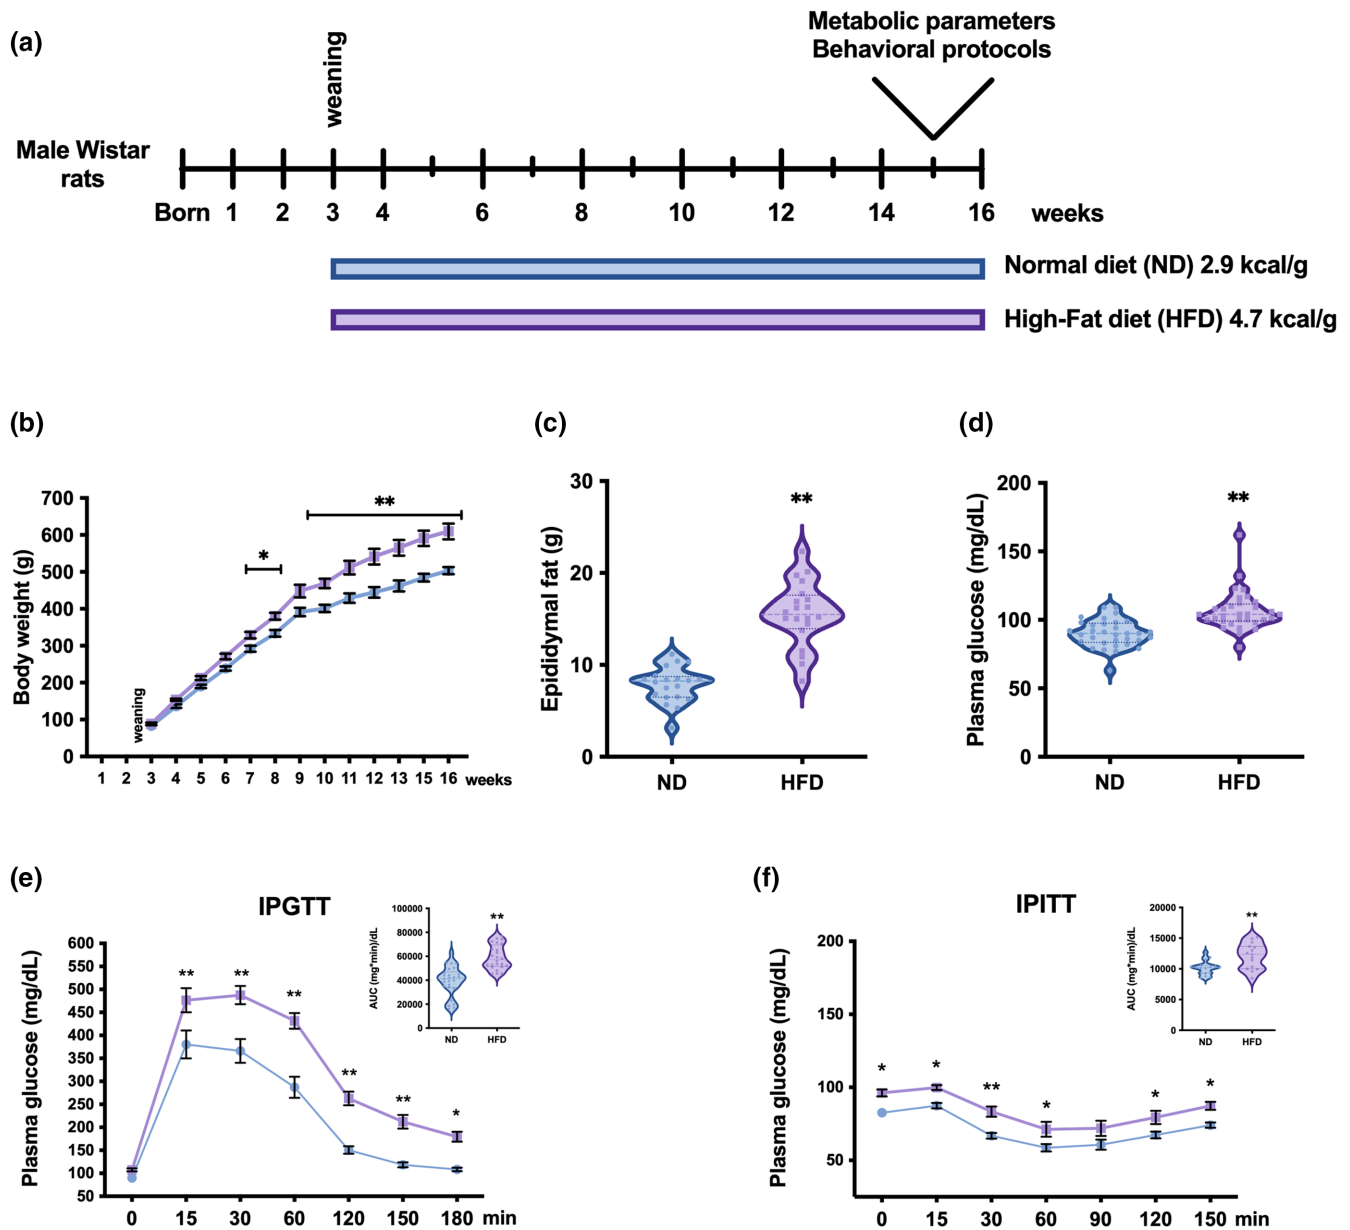 (a)
Metabolic parameters
Behavioral protocols
weaning
Male Wistar
rats
Born 1 2 3 4 6 8 10 12 14 16 weeks
Normal diet (ND) 2.9 kcal/g
High-Fat diet (HFD) 4.7 kcal/g
(b)
Body weight (g)
700
600
500
400
300
200
100
0
weaning
*
**
1 2 3 4 5 6 7 8 9 10 11 12 13 15 16 weeks
(c)
Epididymal fat (g)
30
20
10
0
**
ND HFD
(d)
Plasma glucose (mg/dL)
200
150
100
50
0
**
ND HFD
(e)
IPGTT
Plasma glucose (mg/dL)
600
550
500
450
400
350
300
250
200
150
100
50
** ** ** ** ** *
0 15 30 60 120 150 180 min
AUC (mg*min)/dL
100000
80000
60000
40000
20000
0
**
ND HFD
(f)
IPITT
Plasma glucose (mg/dL)
200
150
100
50
* * ** * * *
0 15 30 60 90 120 150 min
AUC (mg*min)/dL
20000
15000
10000
5000
0
**
ND HFD